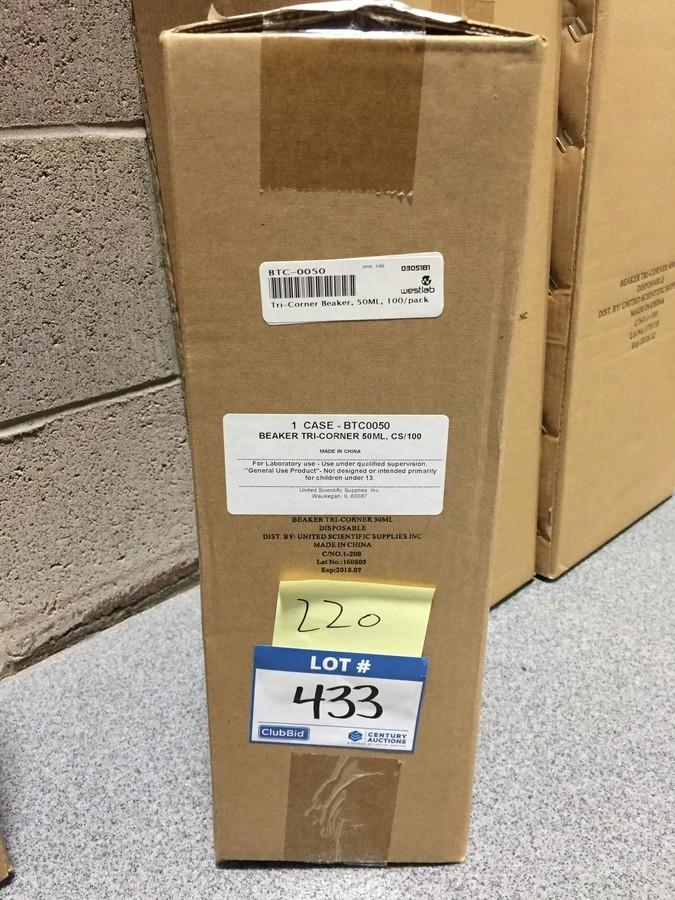 BTC-0050
Unit: 100
0305181
westlab
Tri-Corner Beaker, 50ML, 100/pack
1 CASE - BTC0050
BEAKER TRI-CORNER 50ML, CS/100
MADE IN CHINA
For Laboratory use - Use under qualified supervision.
"General Use Product"- Not designed or intended primarily
for children under 13.
United Scientific Supplies, Inc.
Waukegan, IL 60087
BEAKER TRI-CORNER 50ML
DISPOSABLE
DIST. BY: UNITED SCIENTIFIC SUPPLIES INC
MADE IN CHINA
C/NO.1-200
Lot No.:160805
Exp:2018.07
220
LOT #
433
ClubBid
CENTURY
AUCTIONS
NC
BEAKER TRI-CORNER
DISPOSABLE
DIST. BY: UNITED SCIENTIFIC
MADE IN CHINA